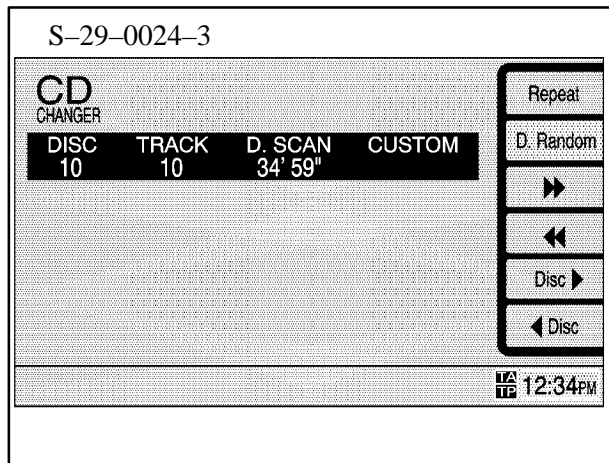 S–29–0024–3
CD
CHANGER
DISC TRACK D. SCAN CUSTOM
10 10 34' 59"
Repeat
D. Random
Disc
Disc
TA
TP 12:34PM